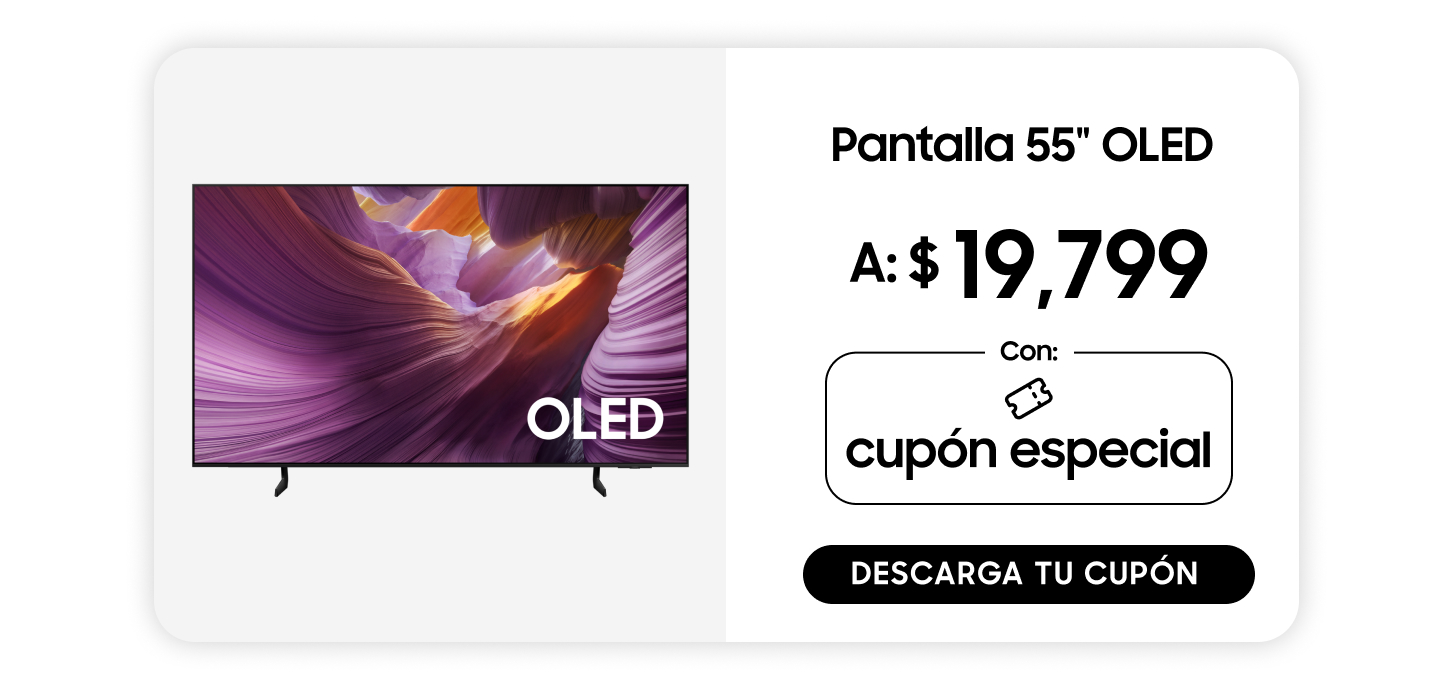 OLED
Pantalla 55" OLED
A: $ 19,799
Con:
cupón especial
DESCARGA TU CUPÓN